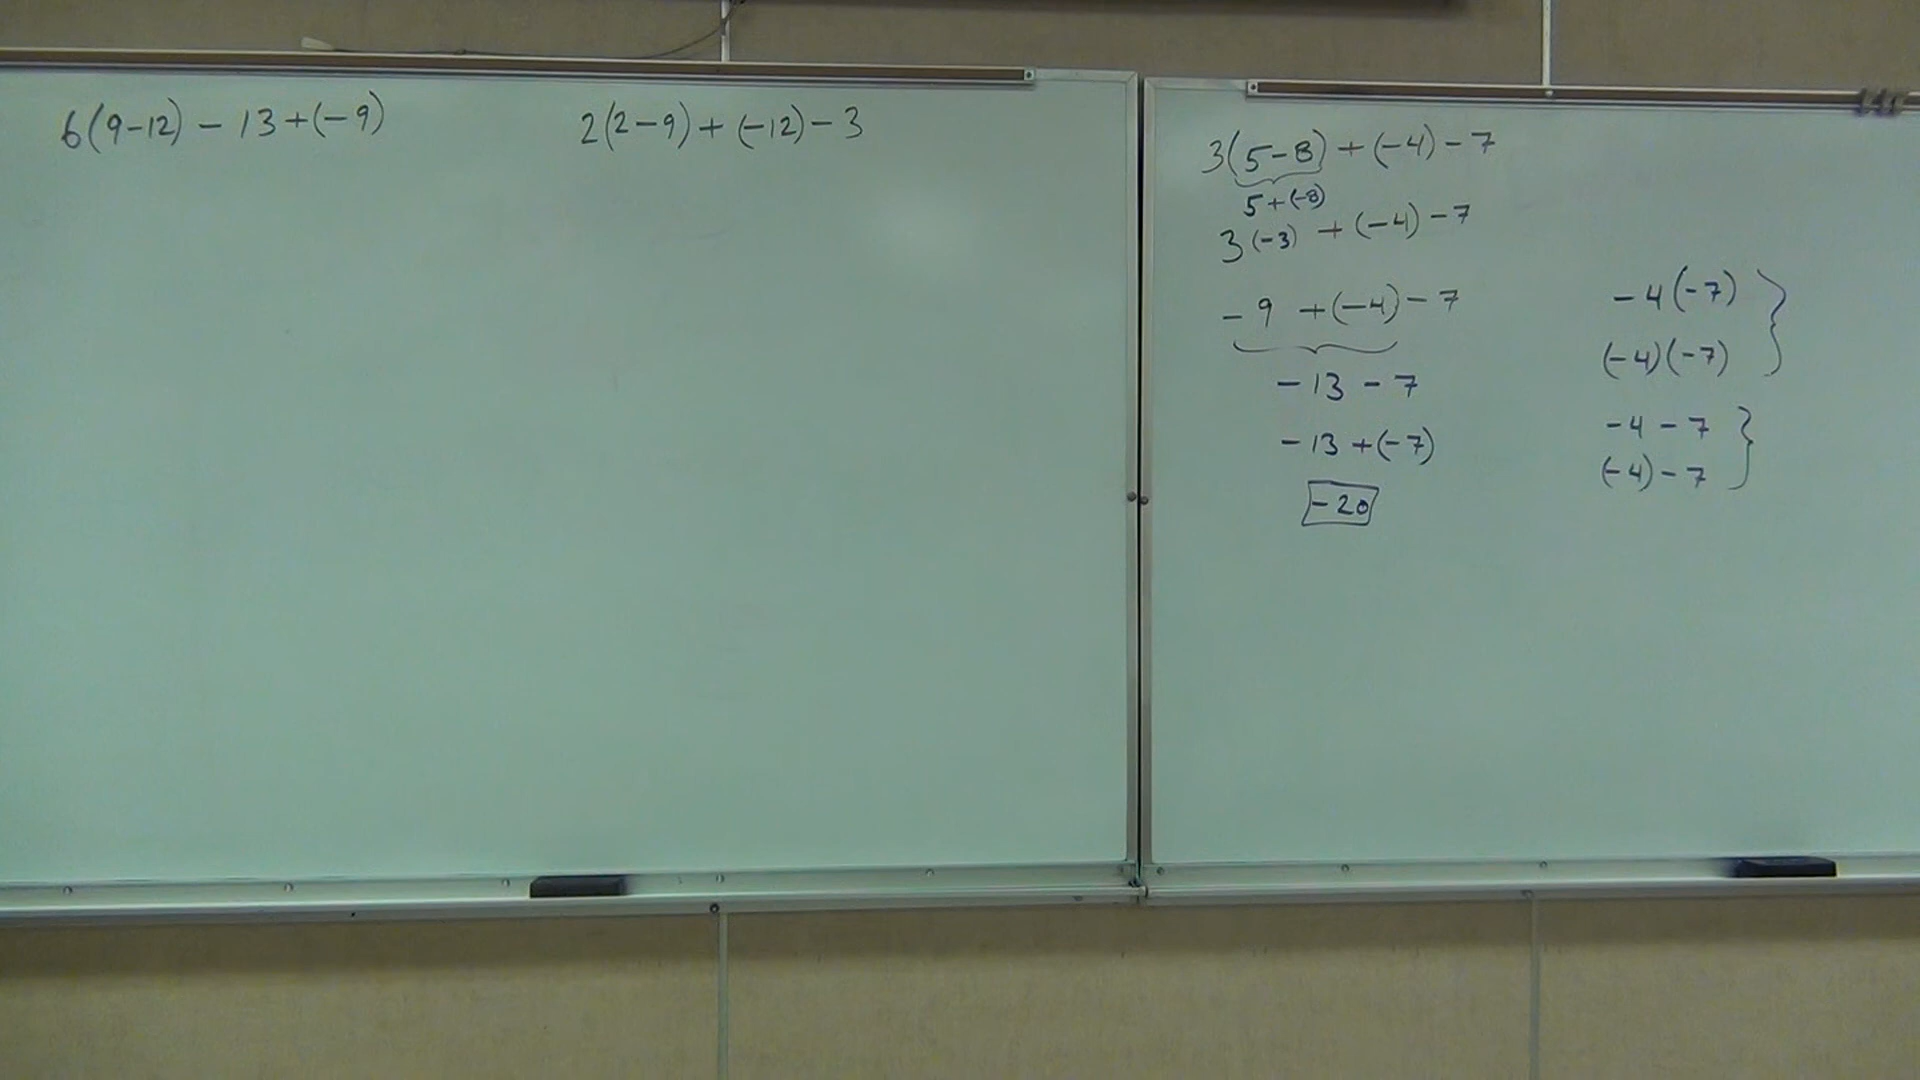 6(9-12) - 13 + (-9)
2(2-9) + (-12) - 3
3(5-8) + (-4) - 7
5 + (-8)
3(-3) + (-4) - 7
-9 + (-4) - 7
-13 - 7
-13 + (-7)
-20
-4(-7)
(-4)(-7)
-4 - 7
(-4) - 7